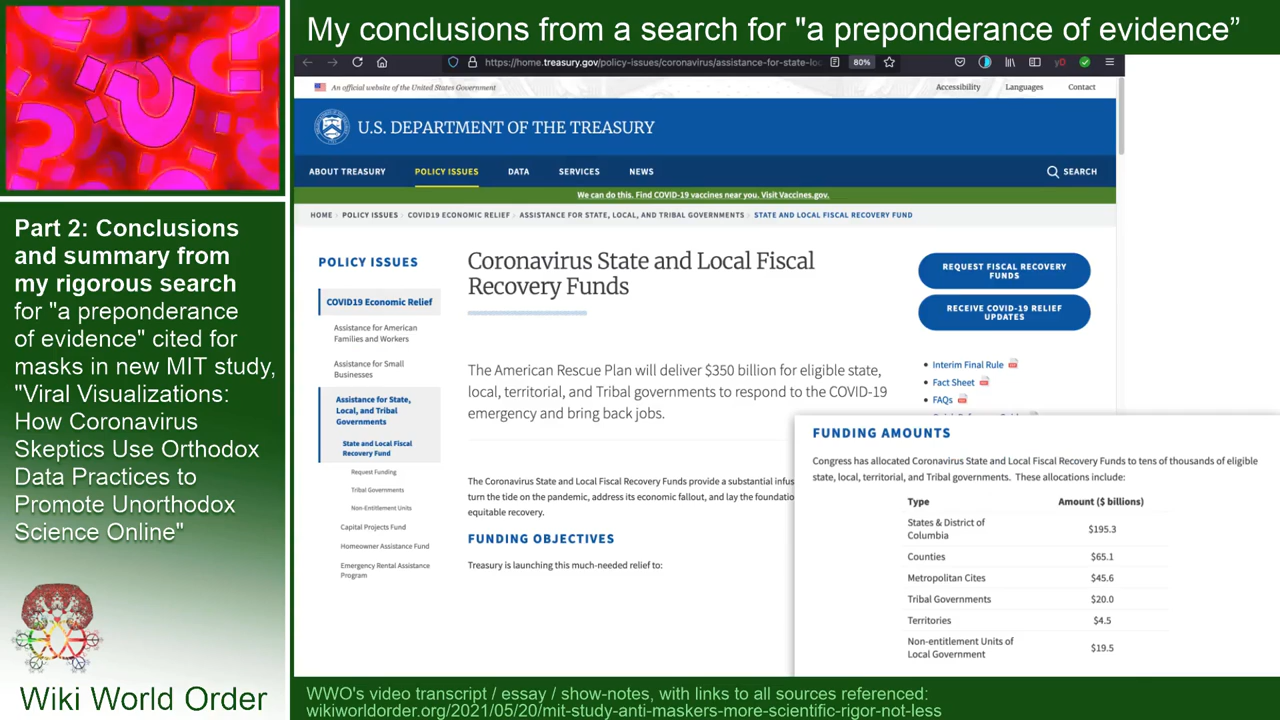 My conclusions from a search for "a preponderance of evidence”
https://home.treasury.gov/policy-issues/coronavirus/assistance-for-state-loc
80%
An official website of the United States Government
Accessibility
Languages
Contact
U.S. DEPARTMENT OF THE TREASURY
ABOUT TREASURY
POLICY ISSUES
DATA
SERVICES
NEWS
SEARCH
We can do this. Find COVID-19 vaccines near you. Visit Vaccines.gov.
HOME › POLICY ISSUES › COVID19 ECONOMIC RELIEF › ASSISTANCE FOR STATE, LOCAL, AND TRIBAL GOVERNMENTS › STATE AND LOCAL FISCAL RECOVERY FUND
Part 2: Conclusions
and summary from
my rigorous search
for "a preponderance
of evidence" cited for
masks in new MIT study,
"Viral Visualizations:
How Coronavirus
Skeptics Use Orthodox
Data Practices to
Promote Unorthodox
Science Online"
Wiki World Order
POLICY ISSUES
COVID19 Economic Relief
Assistance for American
Families and Workers
Assistance for Small
Businesses
Assistance for State,
Local, and Tribal
Governments
State and Local Fiscal
Recovery Fund
Request Funding
Tribal Governments
Non-Entitlement Units
Capital Projects Fund
Homeowner Assistance Fund
Emergency Rental Assistance
Program
Coronavirus State and Local Fiscal
Recovery Funds
The American Rescue Plan will deliver $350 billion for eligible state,
local, territorial, and Tribal governments to respond to the COVID-19
emergency and bring back jobs.
The Coronavirus State and Local Fiscal Recovery Funds provide a substantial infus
turn the tide on the pandemic, address its economic fallout, and lay the foundatio
equitable recovery.
FUNDING OBJECTIVES
Treasury is launching this much-needed relief to:
REQUEST FISCAL RECOVERY
FUNDS
RECEIVE COVID-19 RELIEF
UPDATES
Interim Final Rule
Fact Sheet
FAQs
FUNDING AMOUNTS
Congress has allocated Coronavirus State and Local Fiscal Recovery Funds to tens of thousands of eligible
state, local, territorial, and Tribal governments. These allocations include:
Type Amount ($ billions)
States & District of
Columbia $195.3
Counties $65.1
Metropolitan Cites $45.6
Tribal Governments $20.0
Territories $4.5
Non-entitlement Units of
Local Government $19.5
WWO's video transcript / essay / show-notes, with links to all sources referenced:
wikiworldorder.org/2021/05/20/mit-study-anti-maskers-more-scientific-rigor-not-less